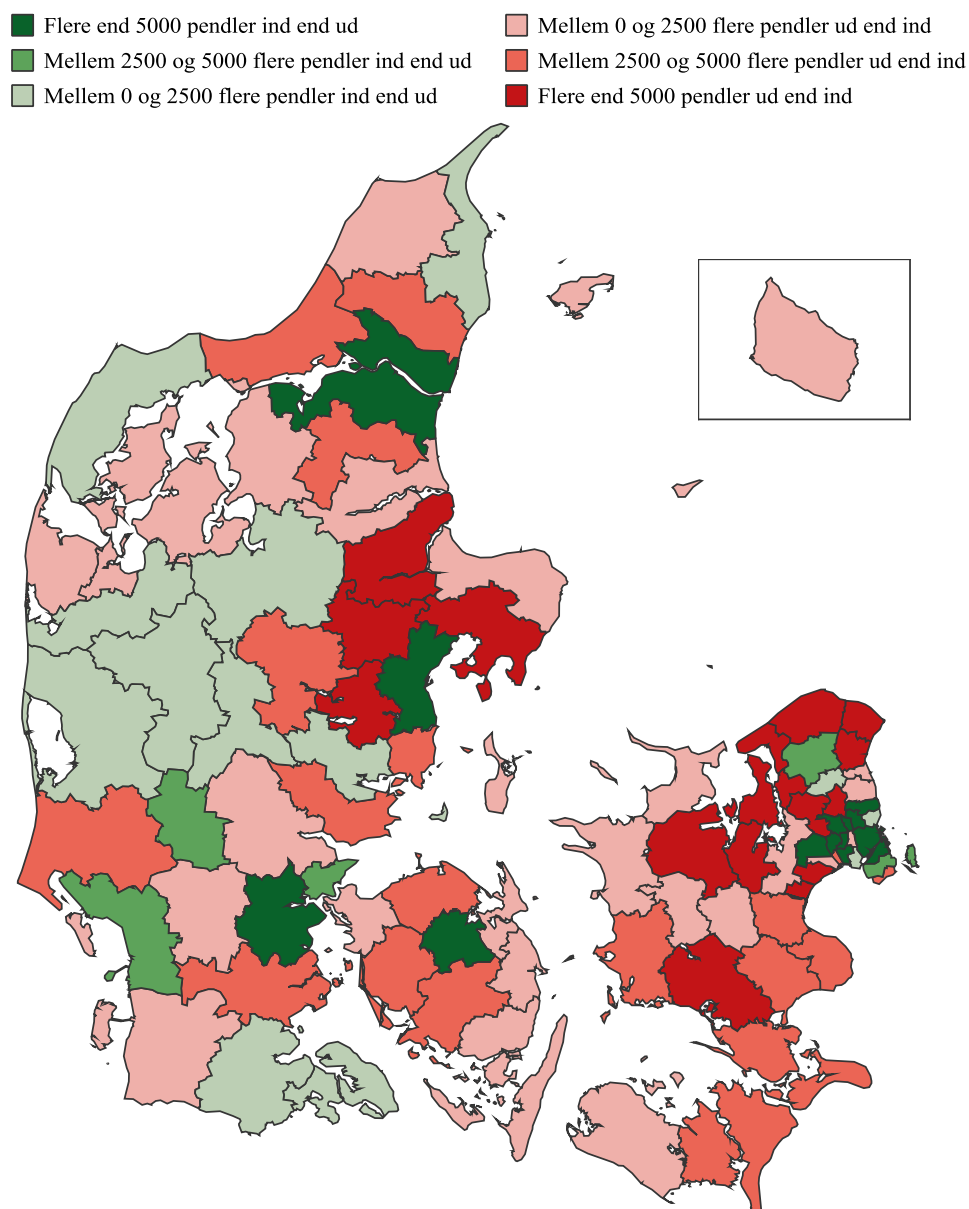 Flere end 5000 pendler ind end ud
Mellem 2500 og 5000 flere pendler ind end ud
Mellem 0 og 2500 flere pendler ind end ud
Mellem 0 og 2500 flere pendler ud end ind
Mellem 2500 og 5000 flere pendler ud end ind
Flere end 5000 pendler ud end ind